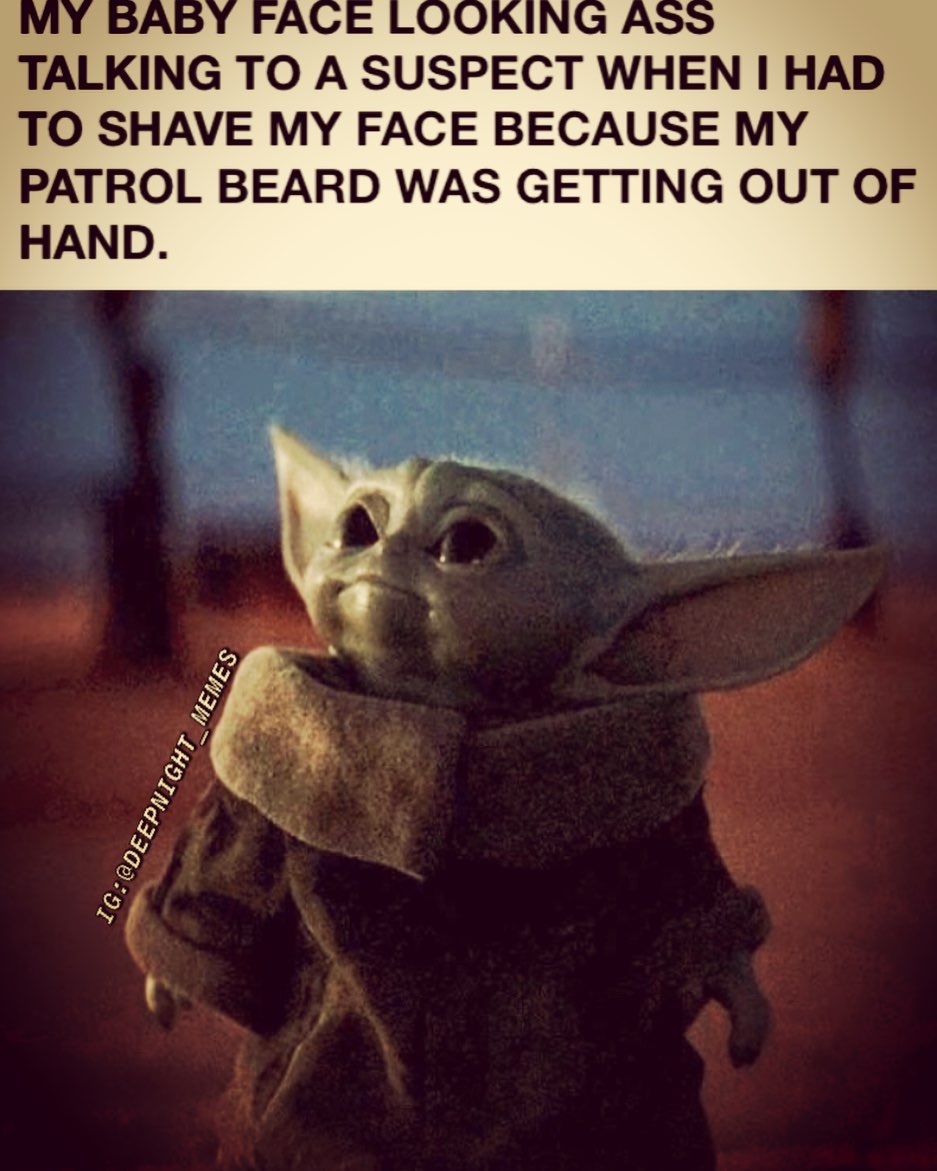 MY BABY FACE LOOKING ASS
TALKING TO A SUSPECT WHEN I HAD
TO SHAVE MY FACE BECAUSE MY
PATROL BEARD WAS GETTING OUT OF
HAND.
IG:@DEEPNIGHT_MEMES